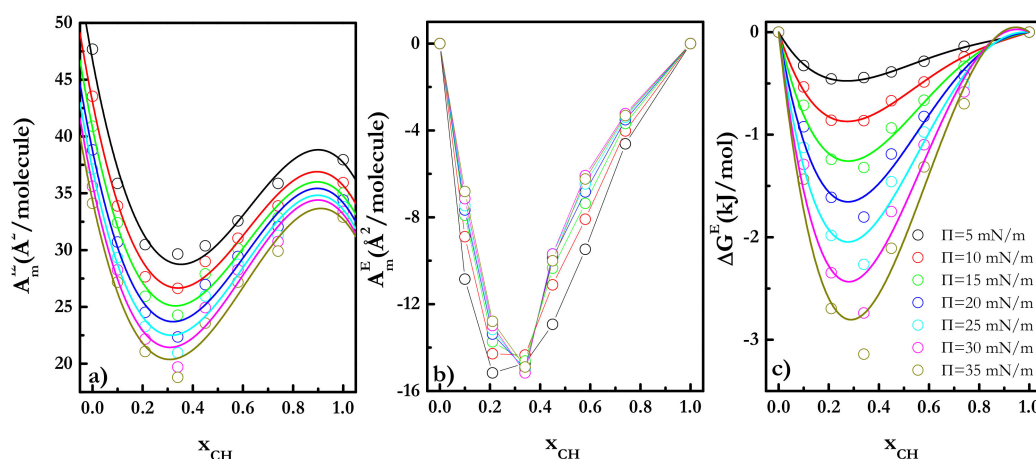 A_m^12 (Å²/molecule)
50
45
40
35
30
25
20
a)
0.0 0.2 0.4 0.6 0.8 1.0
x_CH
A_m^E (Å²/molecule)
0
-4
-8
-12
-16
b)
0.0 0.2 0.4 0.6 0.8 1.0
x_CH
ΔG^E (kJ/mol)
0
-1
-2
-3
c)
Π=5 mN/m
Π=10 mN/m
Π=15 mN/m
Π=20 mN/m
Π=25 mN/m
Π=30 mN/m
Π=35 mN/m
0.0 0.2 0.4 0.6 0.8 1.0
x_CH